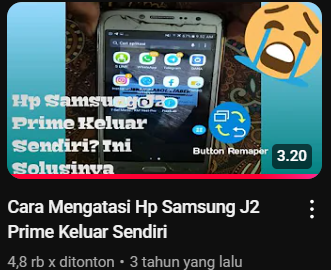 Hp Samsung J2
Prime Keluar
Sendiri? Ini
Solusinya
Button Remaper
3.20
Cara Mengatasi Hp Samsung J2
Prime Keluar Sendiri
4,8 rb x ditonton • 3 tahun yang lalu